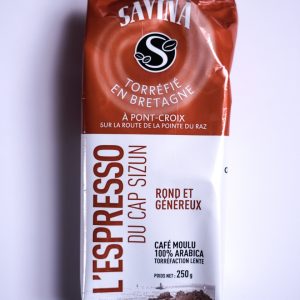 SAVINA
S
TORRÉFIÉ
EN BRETAGNE
À PONT-CROIX
SUR LA ROUTE DE LA POINTE DU RAZ
L'ESPRESSO
DU CAP SIZUN
ROND ET
GÉNÉREUX
CAFÉ MOULU
100% ARABICA
TORRÉFACTION LENTE
POIDS NET : 250 g